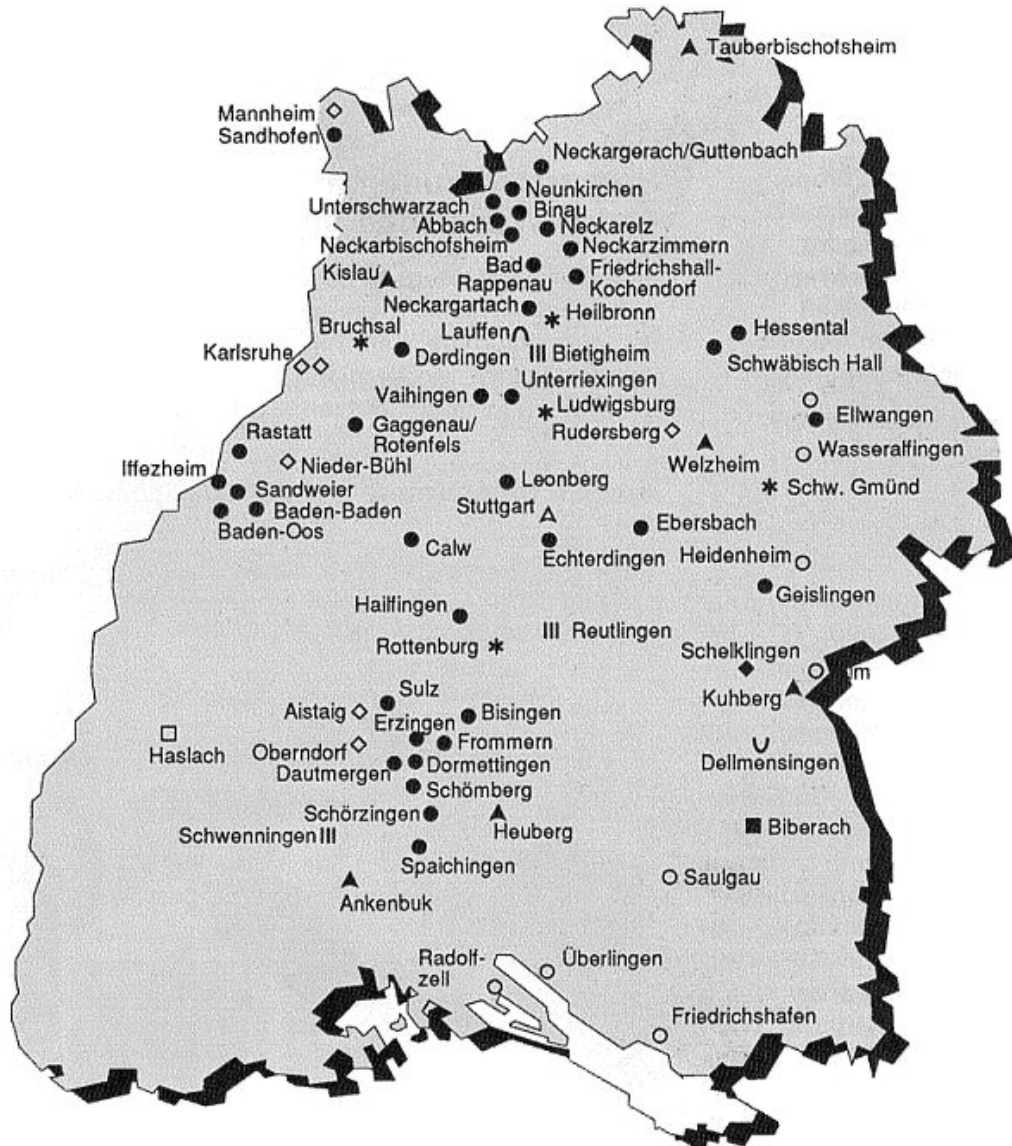 Tauberbischofsheim
Mannheim
Sandhofen
Neckargerach/Guttenbach
Neunkirchen
Unterschwarzach
Binau
Abbach
Neckarelz
Neckarbischofsheim
Neckarzimmern
Kislau
Bad
Rappenau
Friedrichshall-
Kochendorf
Neckargartach
Heilbronn
Bruchsal
Lauffen
Hessental
Karlsruhe
Derdingen
Bietigheim
Schwäbisch Hall
Unterriexingen
Vaihingen
Ludwigsburg
Ellwangen
Gaggenau/
Rotenfels
Rudersberg
Rastatt
Welzheim
Wasseralfingen
Iffezheim
Nieder-Bühl
Leonberg
Sandweier
Schw. Gmünd
Baden-Baden
Stuttgart
Baden-Oos
Ebersbach
Calw
Echterdingen
Heidenheim
Geislingen
Hailfingen
Reutlingen
Rottenburg
Schelklingen
Kuhberg
Sulz
Aistaig
Erzingen
Bisingen
Haslach
Oberndorf
Frommern
Dellmensingen
Dautmergen
Dormettingen
Schömberg
Schörzingen
Heuberg
Biberach
Schwenningen
Spaichingen
Saulgau
Ankenbuk
Radolf-
zell
Überlingen
Friedrichshafen